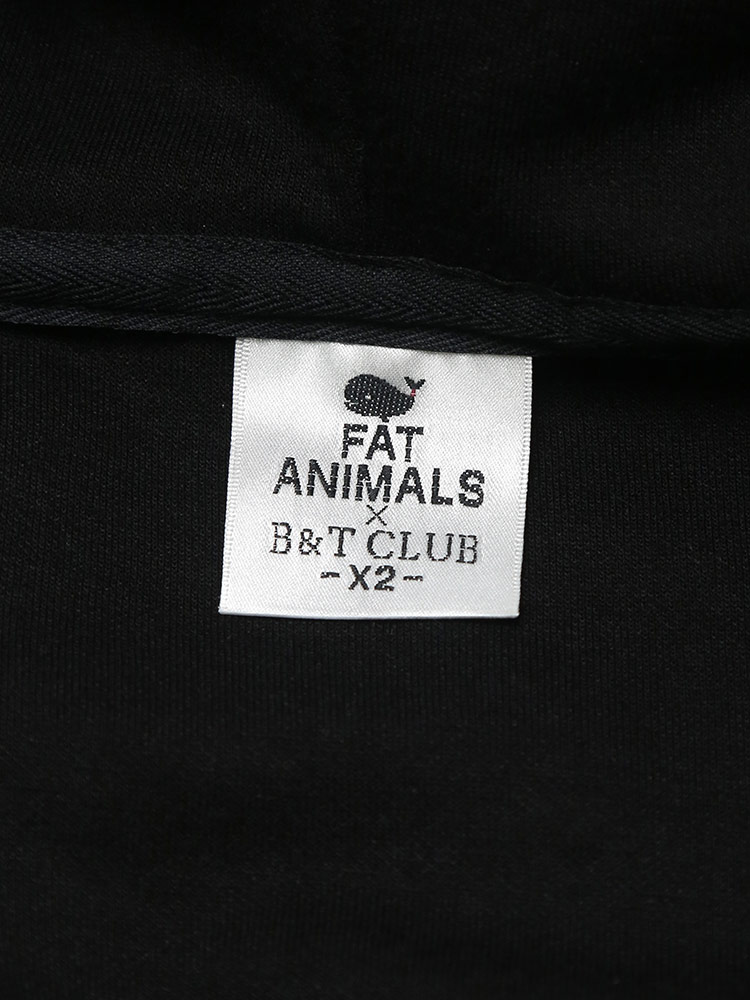 FAT
ANIMALS
×
B&T CLUB
-X2-